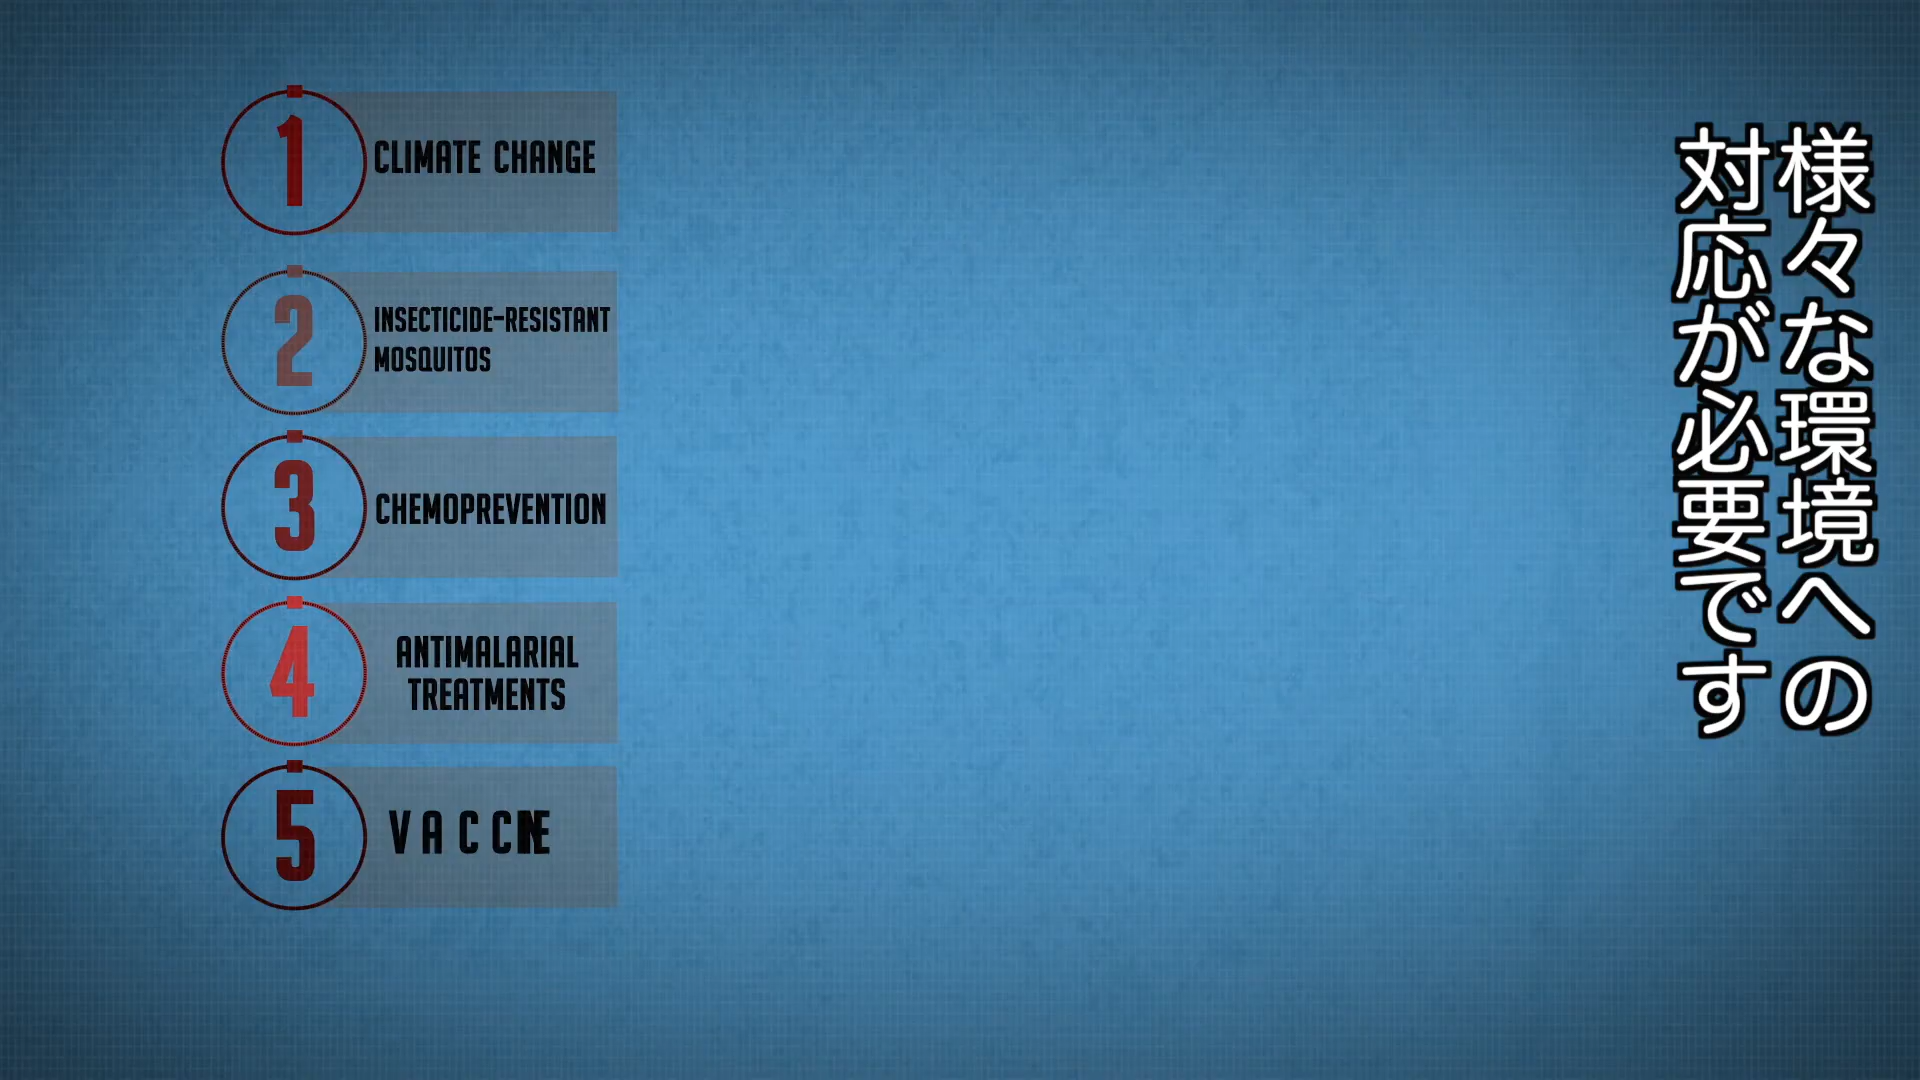 1
CLIMATE CHANGE
2
INSECTICIDE-RESISTANT
MOSQUITOS
3
CHEMOPREVENTION
4
ANTIMALARIAL
TREATMENTS
5
VACCINE
様々な環境への
対応が必要です